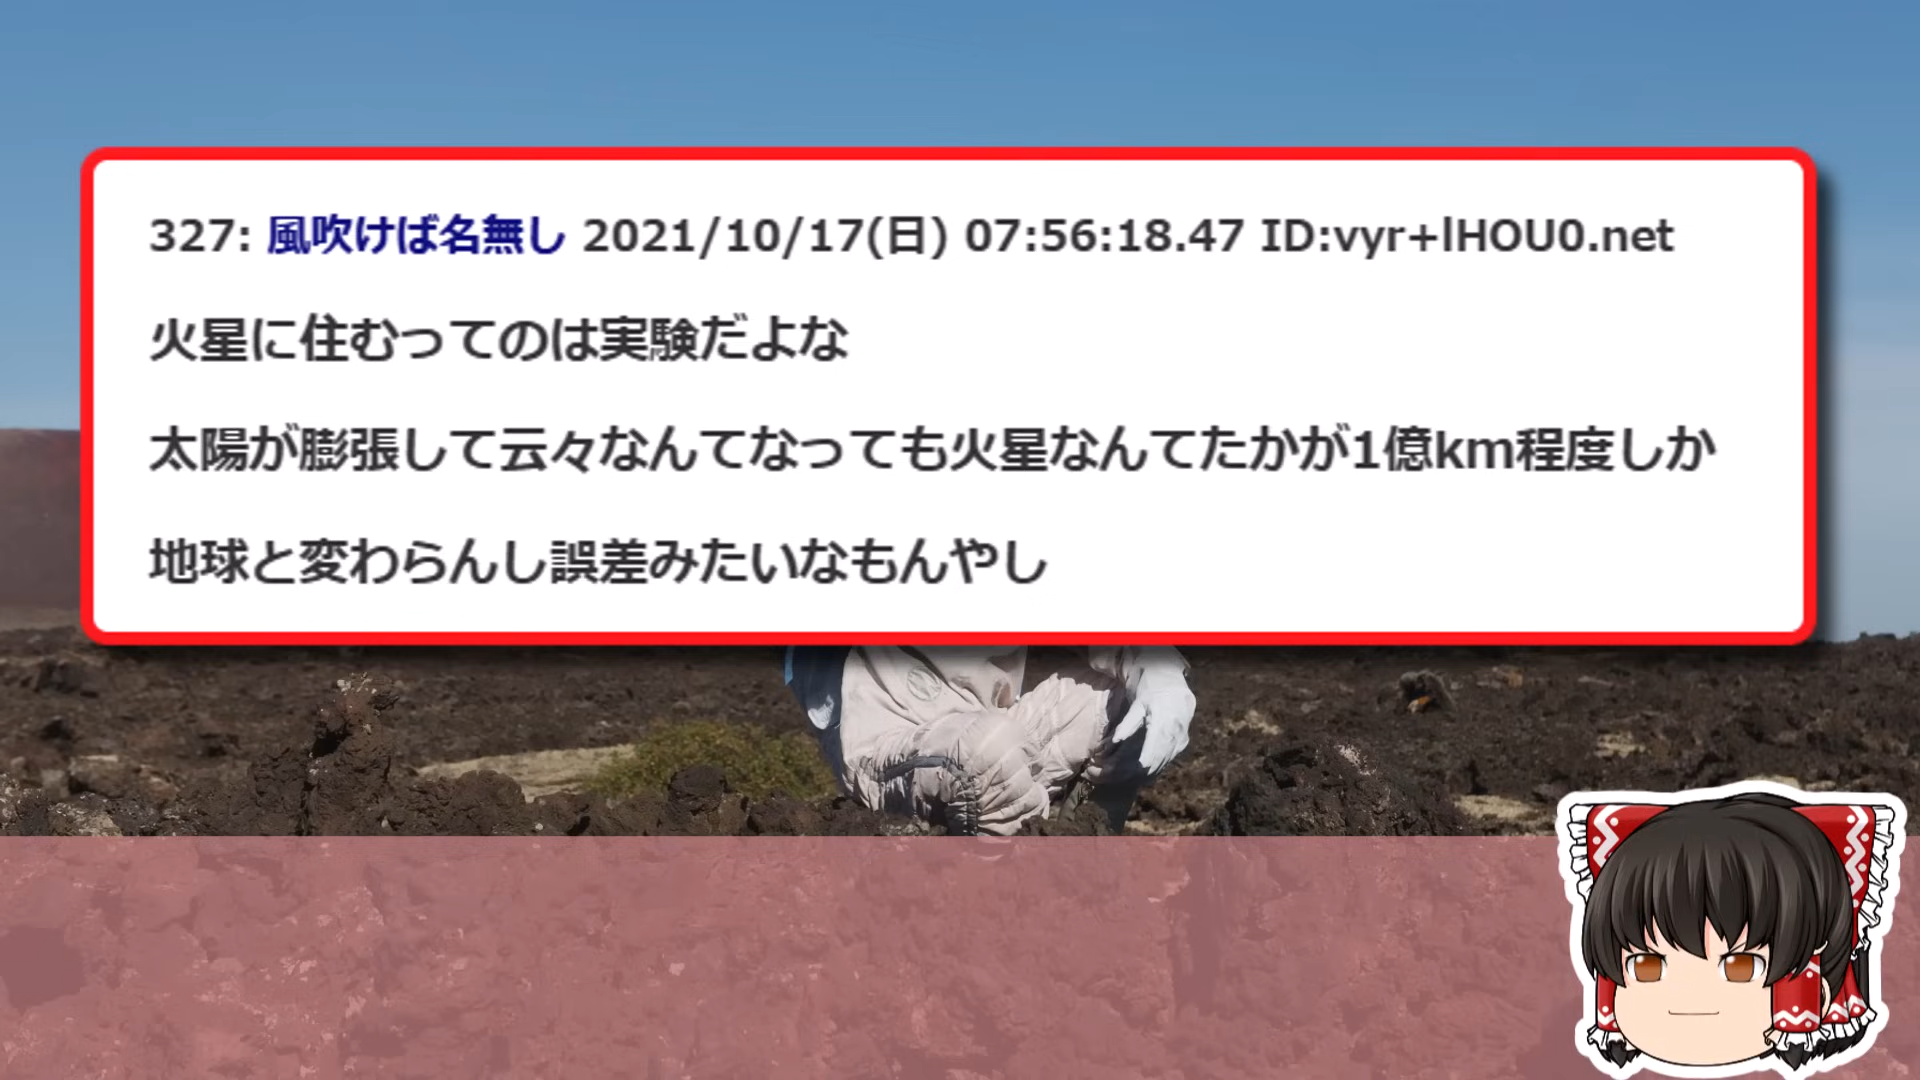 327: 風吹けば名無し 2021/10/17(日) 07:56:18.47 ID:vyr+lHOU0.net
火星に住むってのは実験だよな
太陽が膨張して云々なんてなっても火星なんてたかが1億km程度しか
地球と変わらんし誤差みたいなもんやし